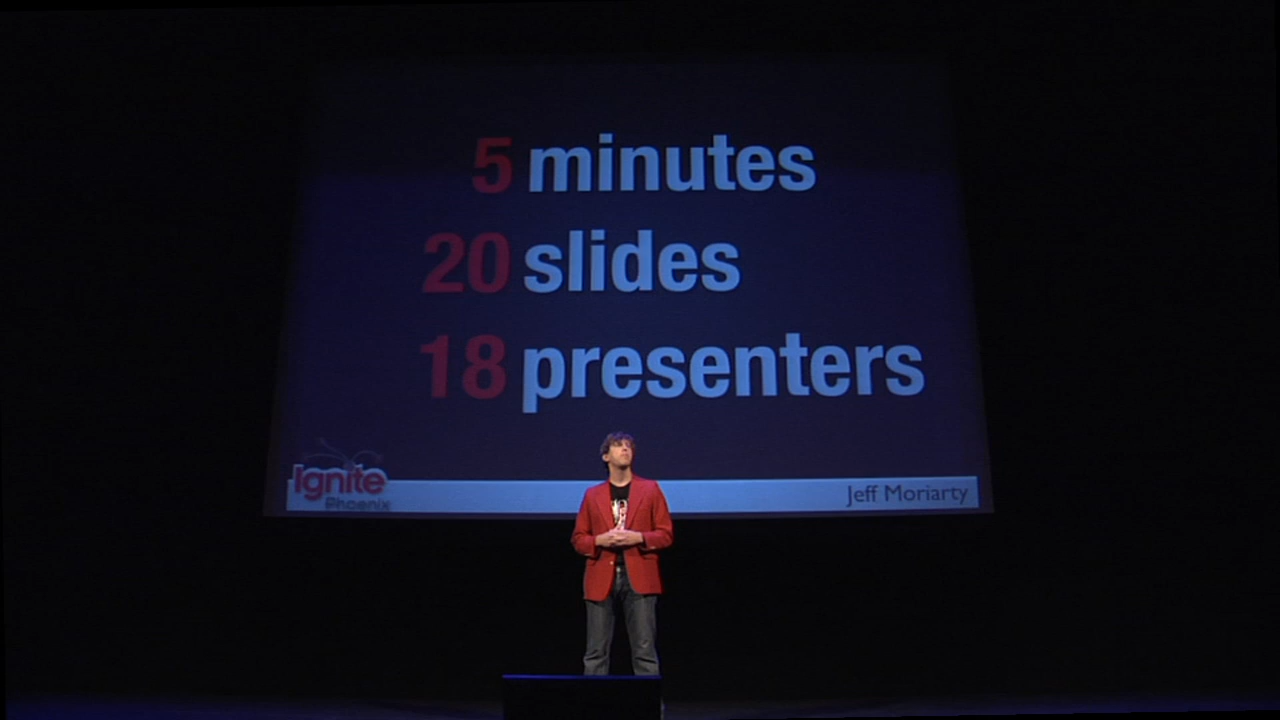 5 minutes
20 slides
18 presenters
Ignite
Phoenix
Jeff Moriarty